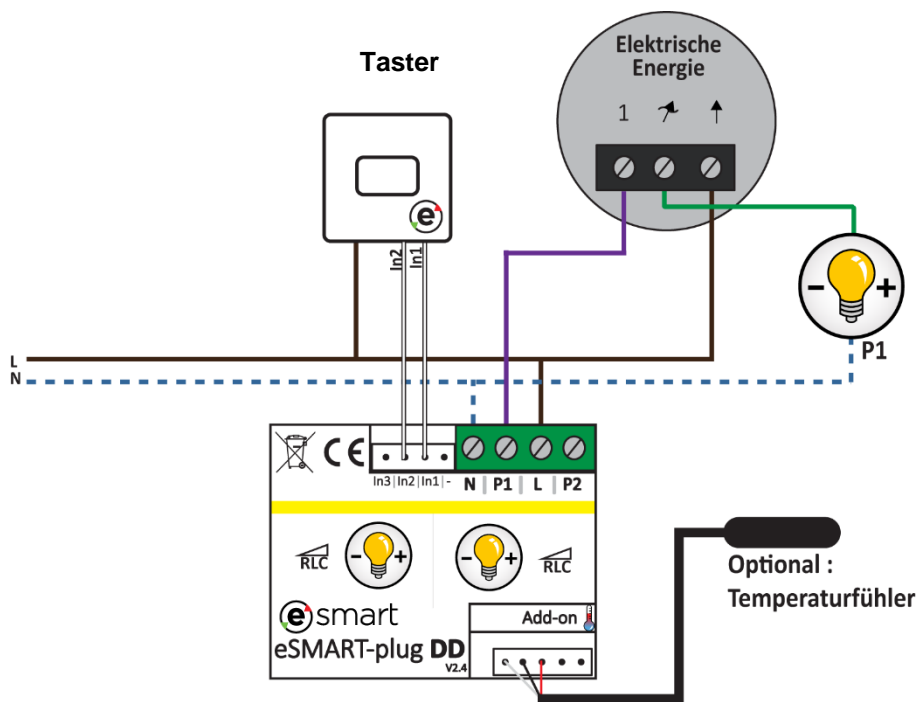 Taster
Elektrische
Energie
1
e
In2
In1
- +
P1
L
N
CE
In3|In2|In1|-
N | P1 | L | P2
- +
RLC
- +
RLC
e smart
eSMART-plug DD
V2.4
Add-on
Optional :
Temperaturfühler